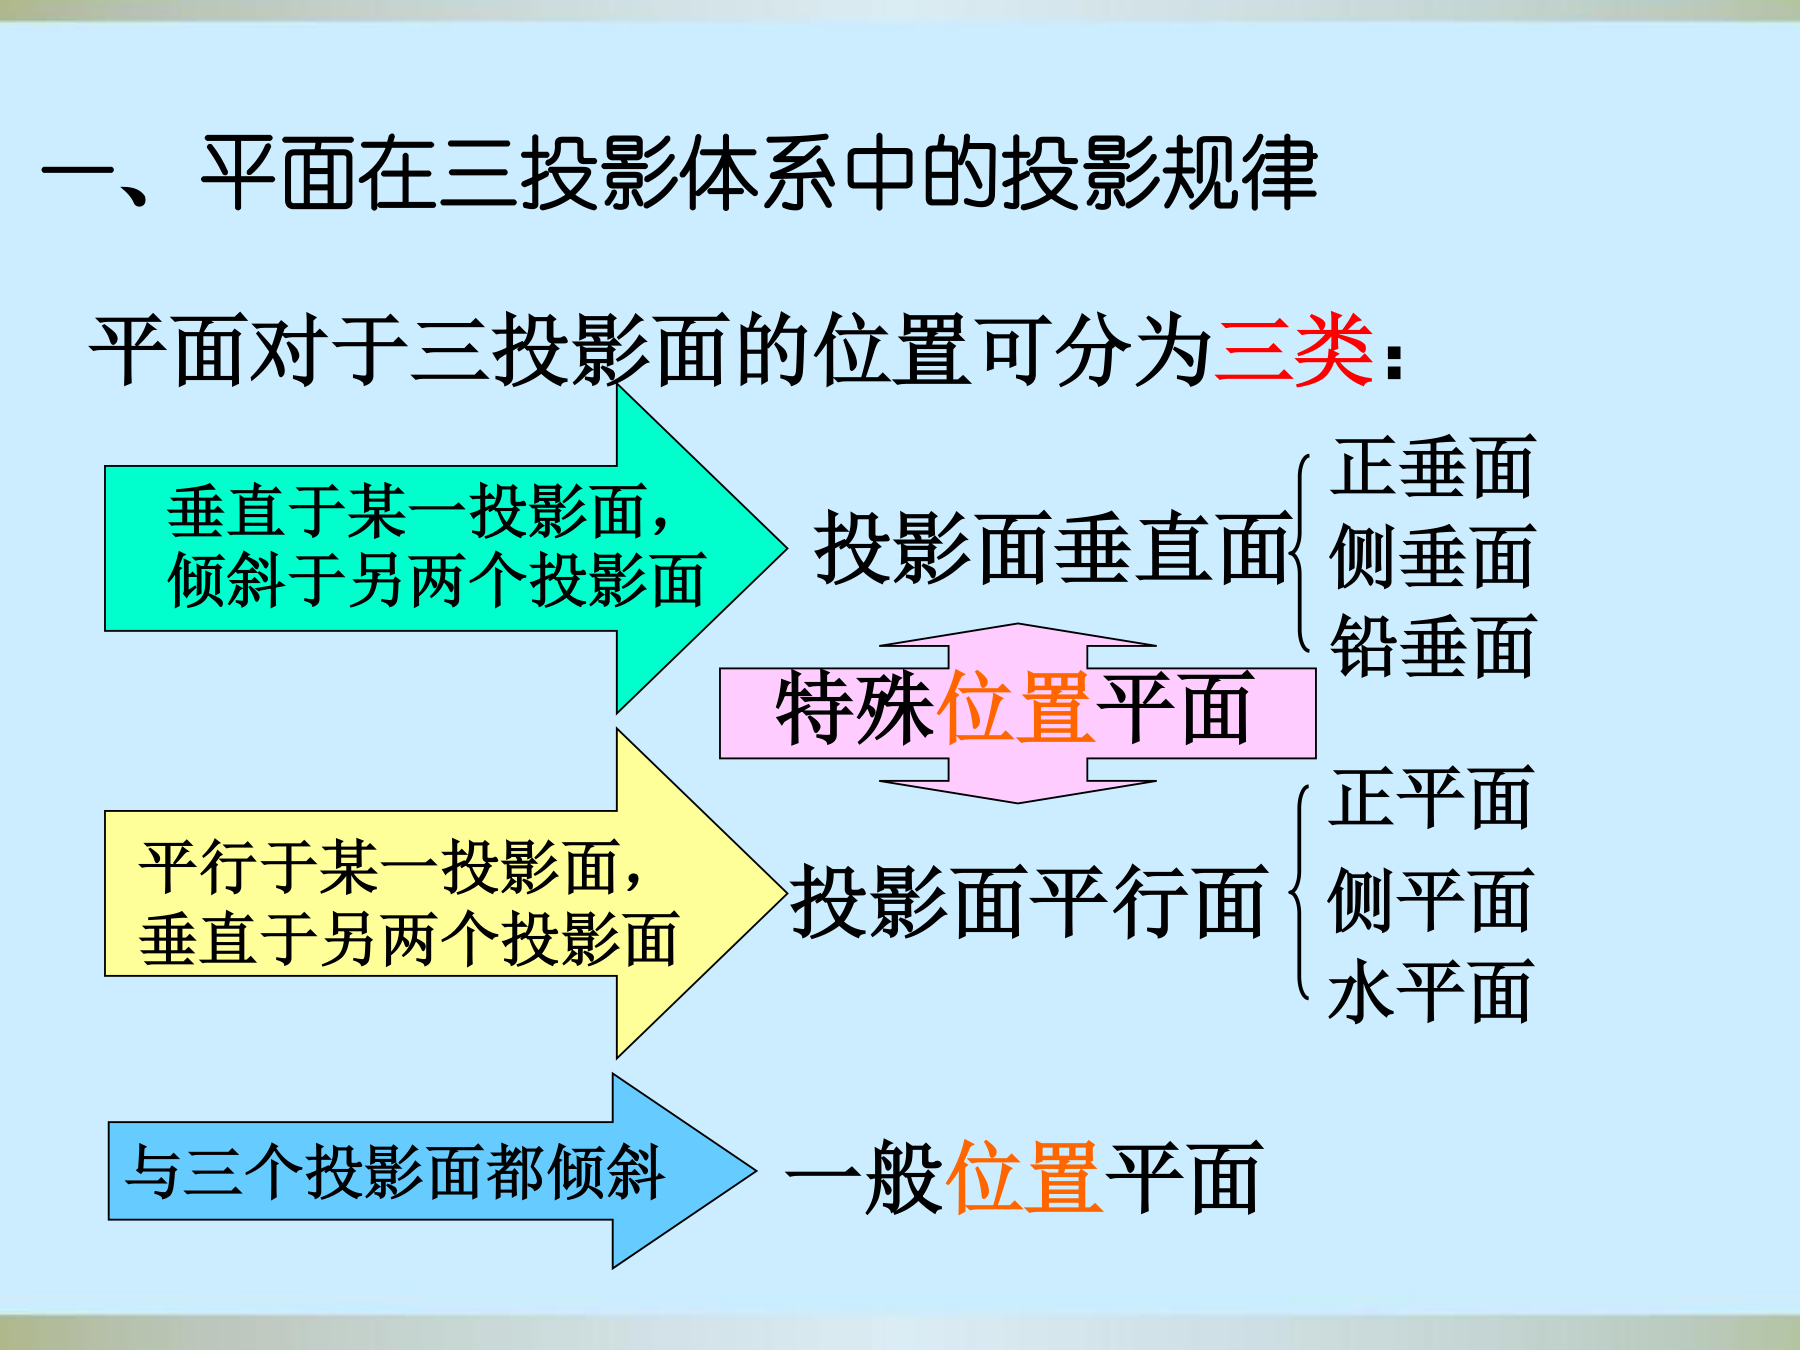 一、平面在三投影体系中的投影规律
平面对于三投影面的位置可分为三类：
垂直于某一投影面，
倾斜于另两个投影面
投影面垂直面
正垂面
侧垂面
铅垂面
特殊位置平面
平行于某一投影面，
垂直于另两个投影面
投影面平行面
正平面
侧平面
水平面
与三个投影面都倾斜
一般位置平面